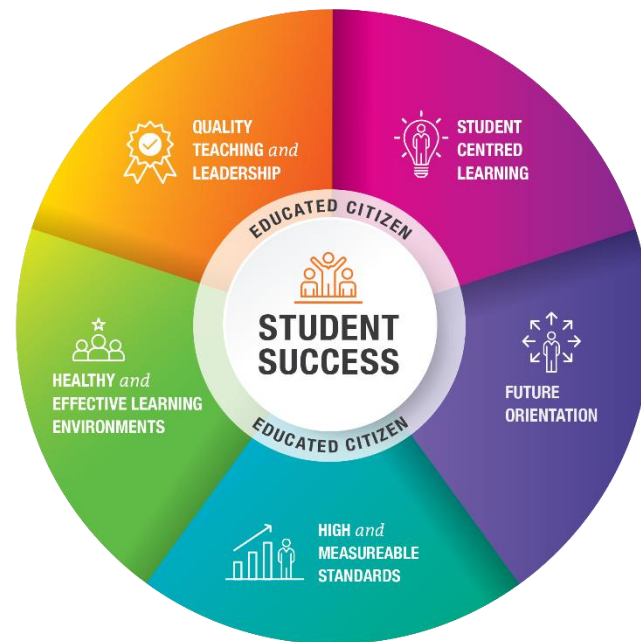 QUALITY
TEACHING and
LEADERSHIP
STUDENT
CENTRED
LEARNING
EDUCATED CITIZEN
STUDENT
SUCCESS
EDUCATED CITIZEN
HEALTHY and
EFFECTIVE LEARNING
ENVIRONMENTS
FUTURE
ORIENTATION
HIGH and
MEASUREABLE
STANDARDS